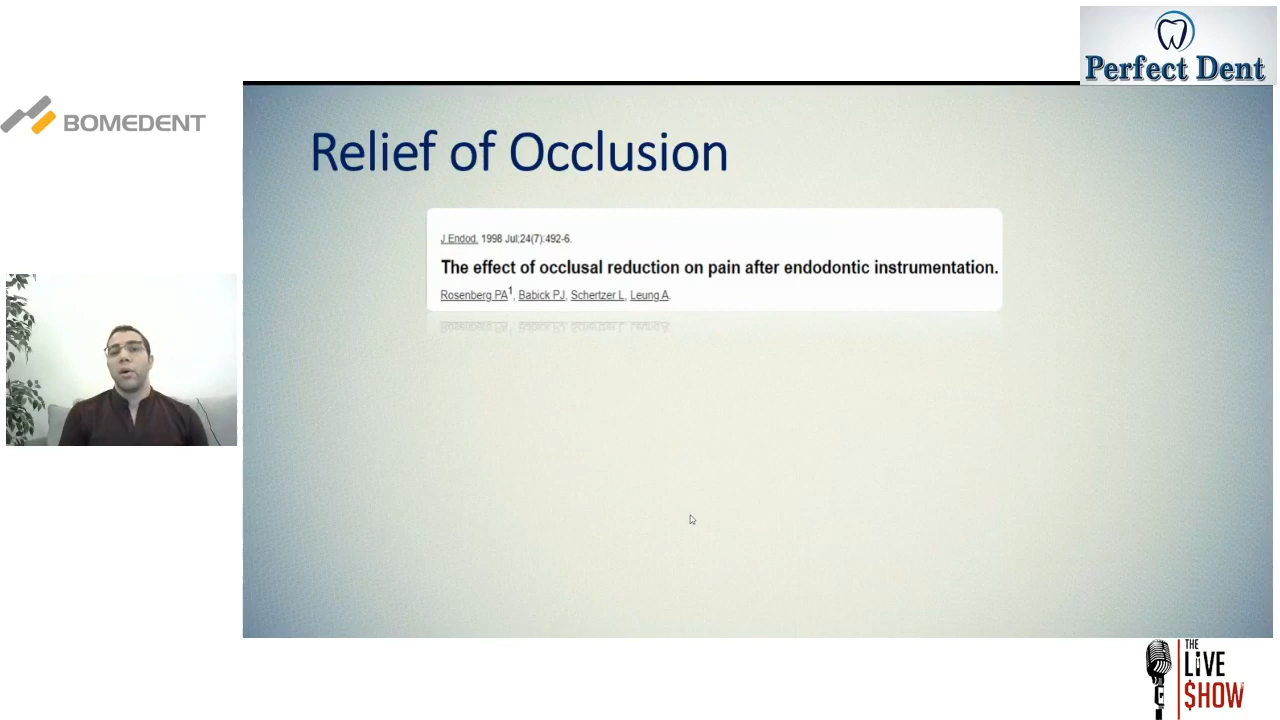 Perfect Dent
BOMEDENT
Relief of Occlusion
J Endod. 1998 Jul;24(7):492-6.
The effect of occlusal reduction on pain after endodontic instrumentation.
Rosenberg PA1, Babick PJ, Schertzer L, Leung A.
THE
LiVE
$HOW